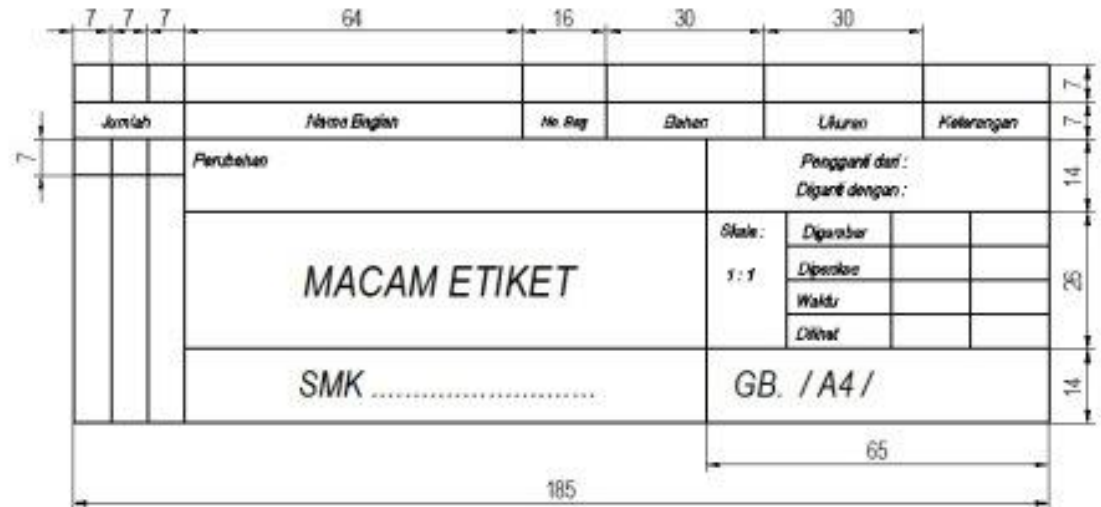 7 7 7 64 16 30 30
7
Jumlah Nama Bagian No. Bag Bahan Ukuran Keterangan 7
7 Perubahan Pengganti dari : 14
Diganti dengan :
MACAM ETIKET Skala : Digambar 26
1 : 1 Diperiksa
Waktu
Dilihat
SMK ........................... GB. / A4 / 14
65
185